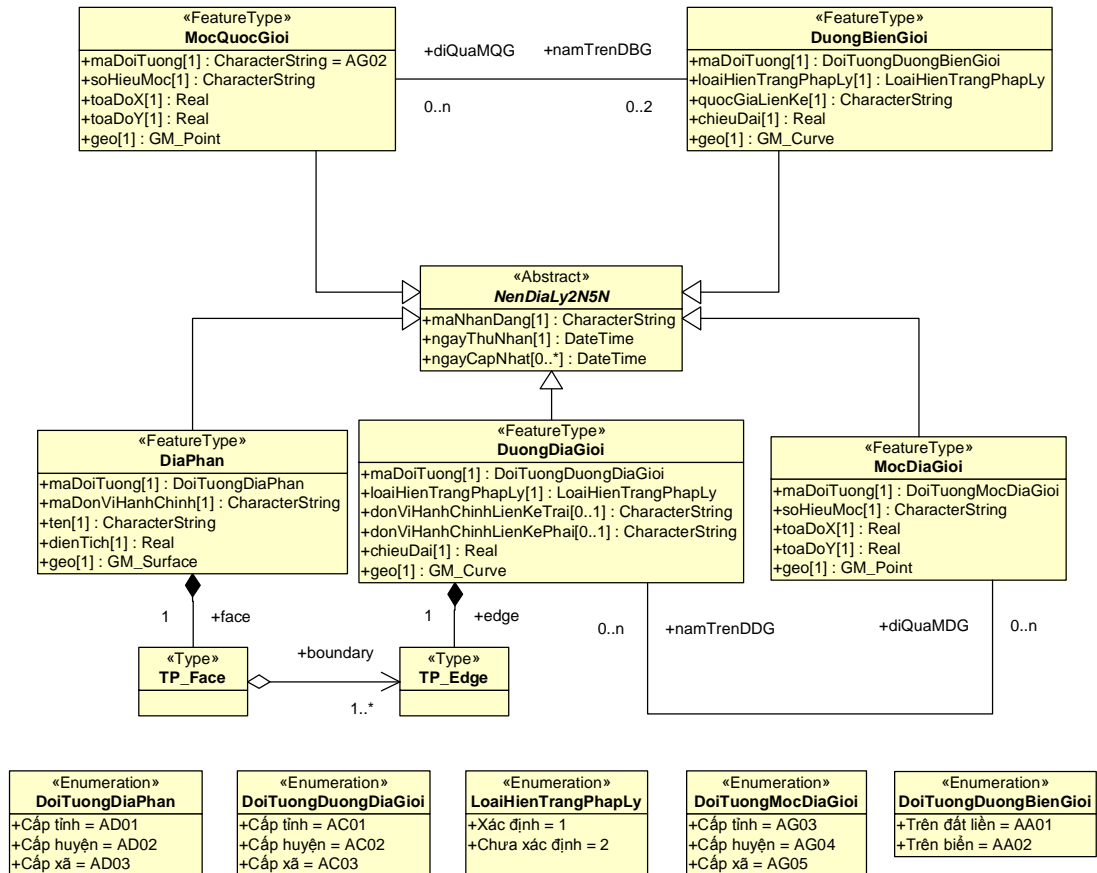 «FeatureType»
MocQuocGioi
+maDoiTuong[1] : CharacterString = AG02
+soHieuMoc[1] : CharacterString
+toaDoX[1] : Real
+toaDoY[1] : Real
+geo[1] : GM_Point
+diQuaMQG
+namTrenDBG
0..n
0..2
«FeatureType»
DuongBienGioi
+maDoiTuong[1] : DoiTuongDuongBienGioi
+loaiHienTrangPhapLy[1] : LoaiHienTrangPhapLy
+quocGiaLienKe[1] : CharacterString
+chieuDai[1] : Real
+geo[1] : GM_Curve
«Abstract»
NenDiaLy2N5N
+maNhanDang[1] : CharacterString
+ngayThuNhan[1] : DateTime
+ngayCapNhat[0..*] : DateTime
«FeatureType»
DiaPhan
+maDoiTuong[1] : DoiTuongDiaPhan
+maDonViHanhChinh[1] : CharacterString
+ten[1] : CharacterString
+dienTich[1] : Real
+geo[1] : GM_Surface
«FeatureType»
DuongDiaGioi
+maDoiTuong[1] : DoiTuongDuongDiaGioi
+loaiHienTrangPhapLy[1] : LoaiHienTrangPhapLy
+donViHanhChinhLienKeTrai[0..1] : CharacterString
+donViHanhChinhLienKePhai[0..1] : CharacterString
+chieuDai[1] : Real
+geo[1] : GM_Curve
«FeatureType»
MocDiaGioi
+maDoiTuong[1] : DoiTuongMocDiaGioi
+soHieuMoc[1] : CharacterString
+toaDoX[1] : Real
+toaDoY[1] : Real
+geo[1] : GM_Point
1
+face
1
+edge
0..n
+namTrenDDG
+diQuaMDG
0..n
«Type»
TP_Face
+boundary
1..*
«Type»
TP_Edge
«Enumeration»
DoiTuongDiaPhan
+Cấp tỉnh = AD01
+Cấp huyện = AD02
+Cấp xã = AD03
«Enumeration»
DoiTuongDuongDiaGioi
+Cấp tỉnh = AC01
+Cấp huyện = AC02
+Cấp xã = AC03
«Enumeration»
LoaiHienTrangPhapLy
+Xác định = 1
+Chưa xác định = 2
«Enumeration»
DoiTuongMocDiaGioi
+Cấp tỉnh = AG03
+Cấp huyện = AG04
+Cấp xã = AG05
«Enumeration»
DoiTuongDuongBienGioi
+Trên đất liền = AA01
+Trên biển = AA02